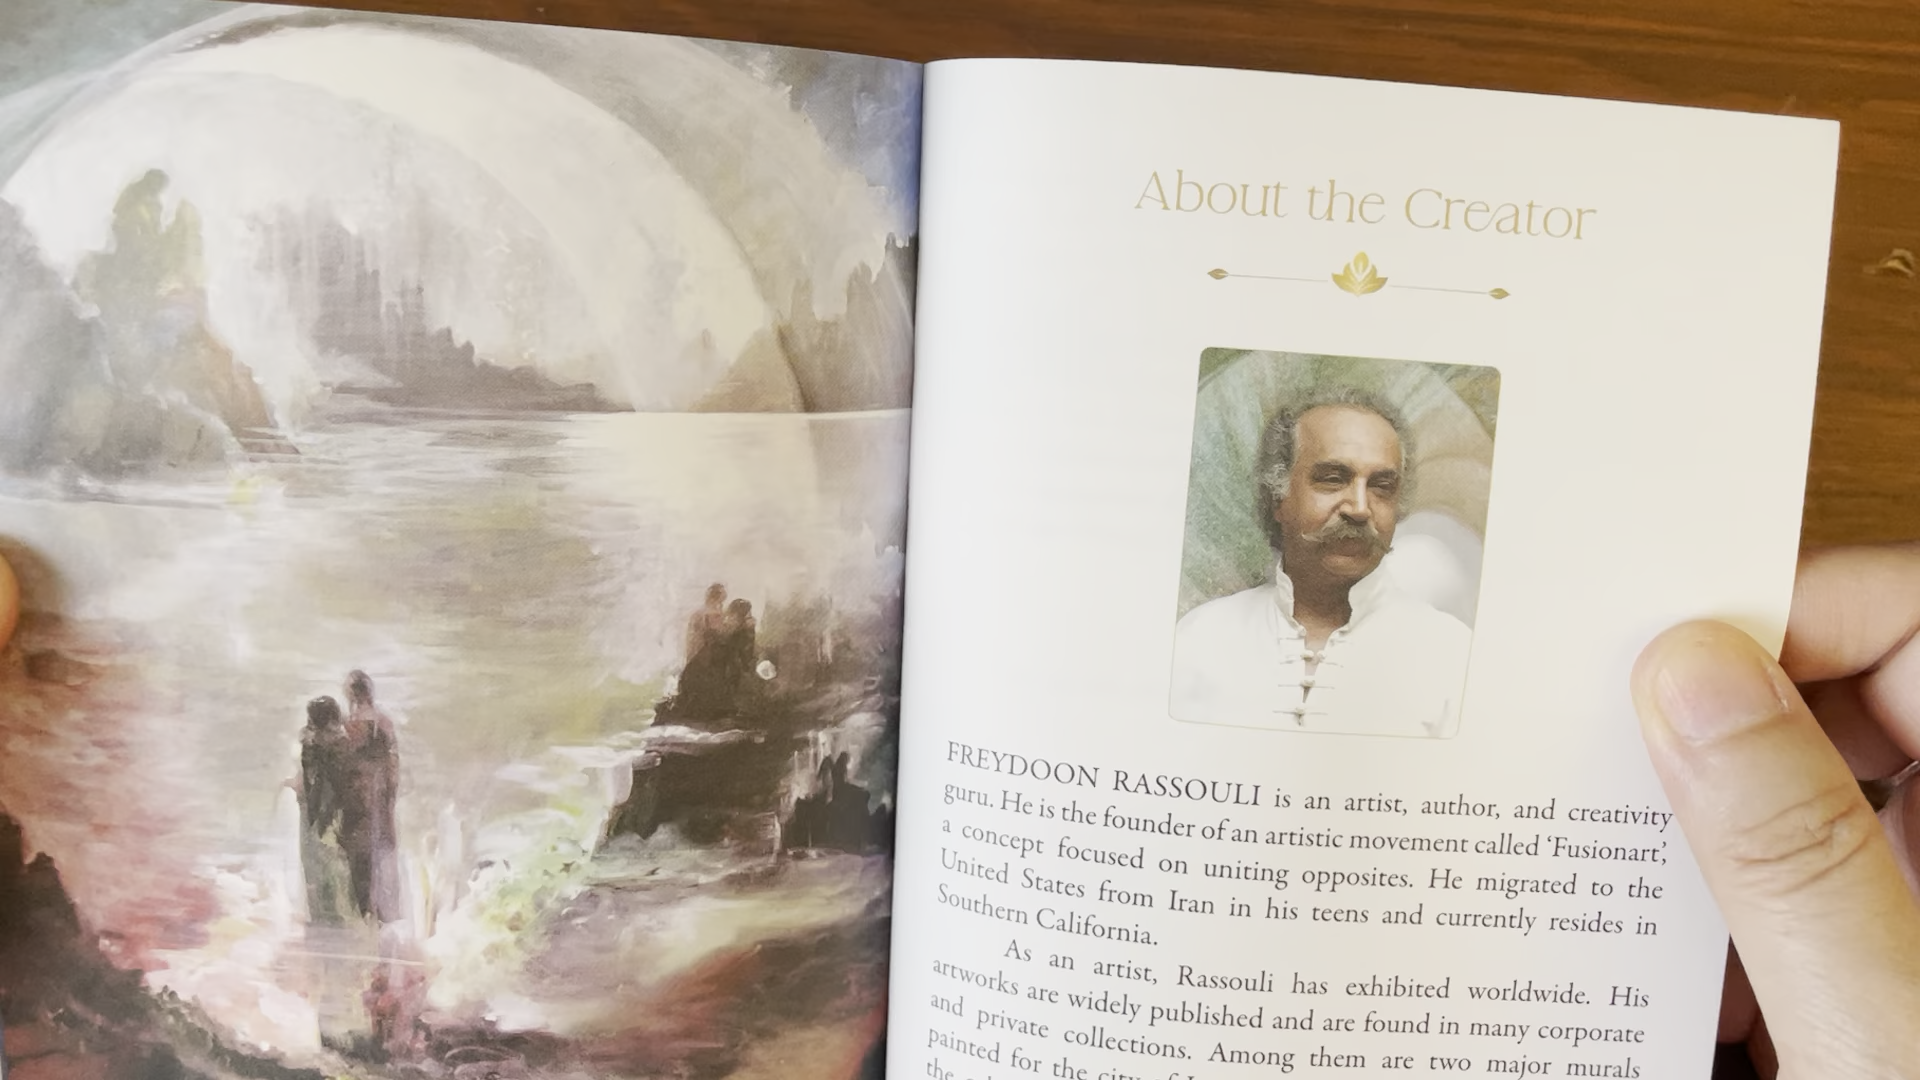 About the Creator
FREYDOON RASSOULI is an artist, author, and creativity
guru. He is the founder of an artistic movement called ‘Fusionart’,
a concept focused on uniting opposites. He migrated to the
United States from Iran in his teens and currently resides in
Southern California.
As an artist, Rassouli has exhibited worldwide. His
artworks are widely published and are found in many corporate
and private collections. Among them are two major murals
painted for the city of
the